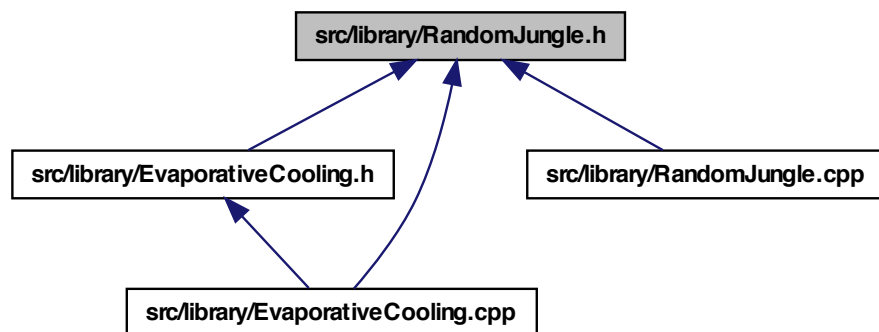 src/library/RandomJungle.h
src/library/EvaporativeCooling.h
src/library/RandomJungle.cpp
src/library/EvaporativeCooling.cpp